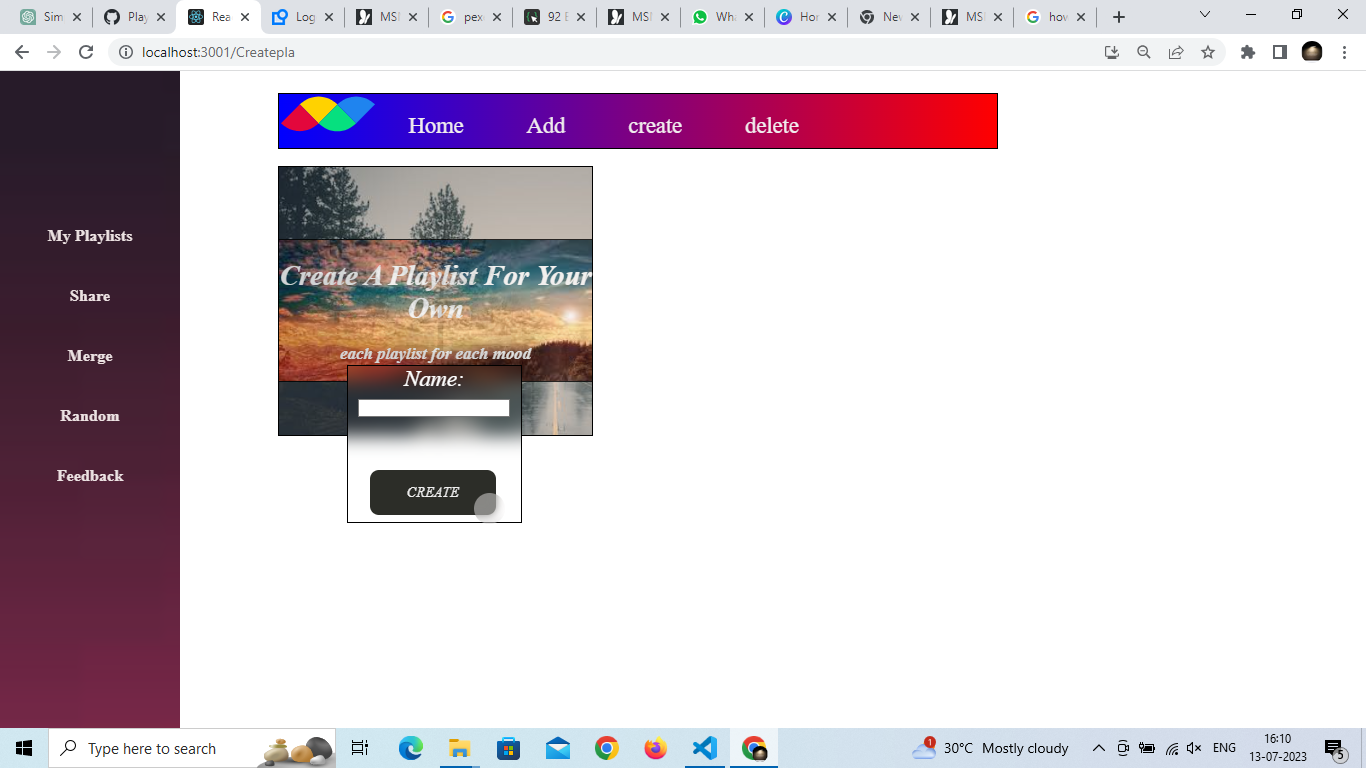 Sim
Play
Rea
Log
MSI
pex
92 E
MSI
Wha
Hor
Nev
MSI
how
localhost:3001/Createpla
Home Add create delete
My Playlists
Share
Merge
Random
Feedback
Create A Playlist For Your
Own
each playlist for each mood
Name:
CREATE
Type here to search
1
30°C Mostly cloudy
ENG
16:10
13-07-2023
5